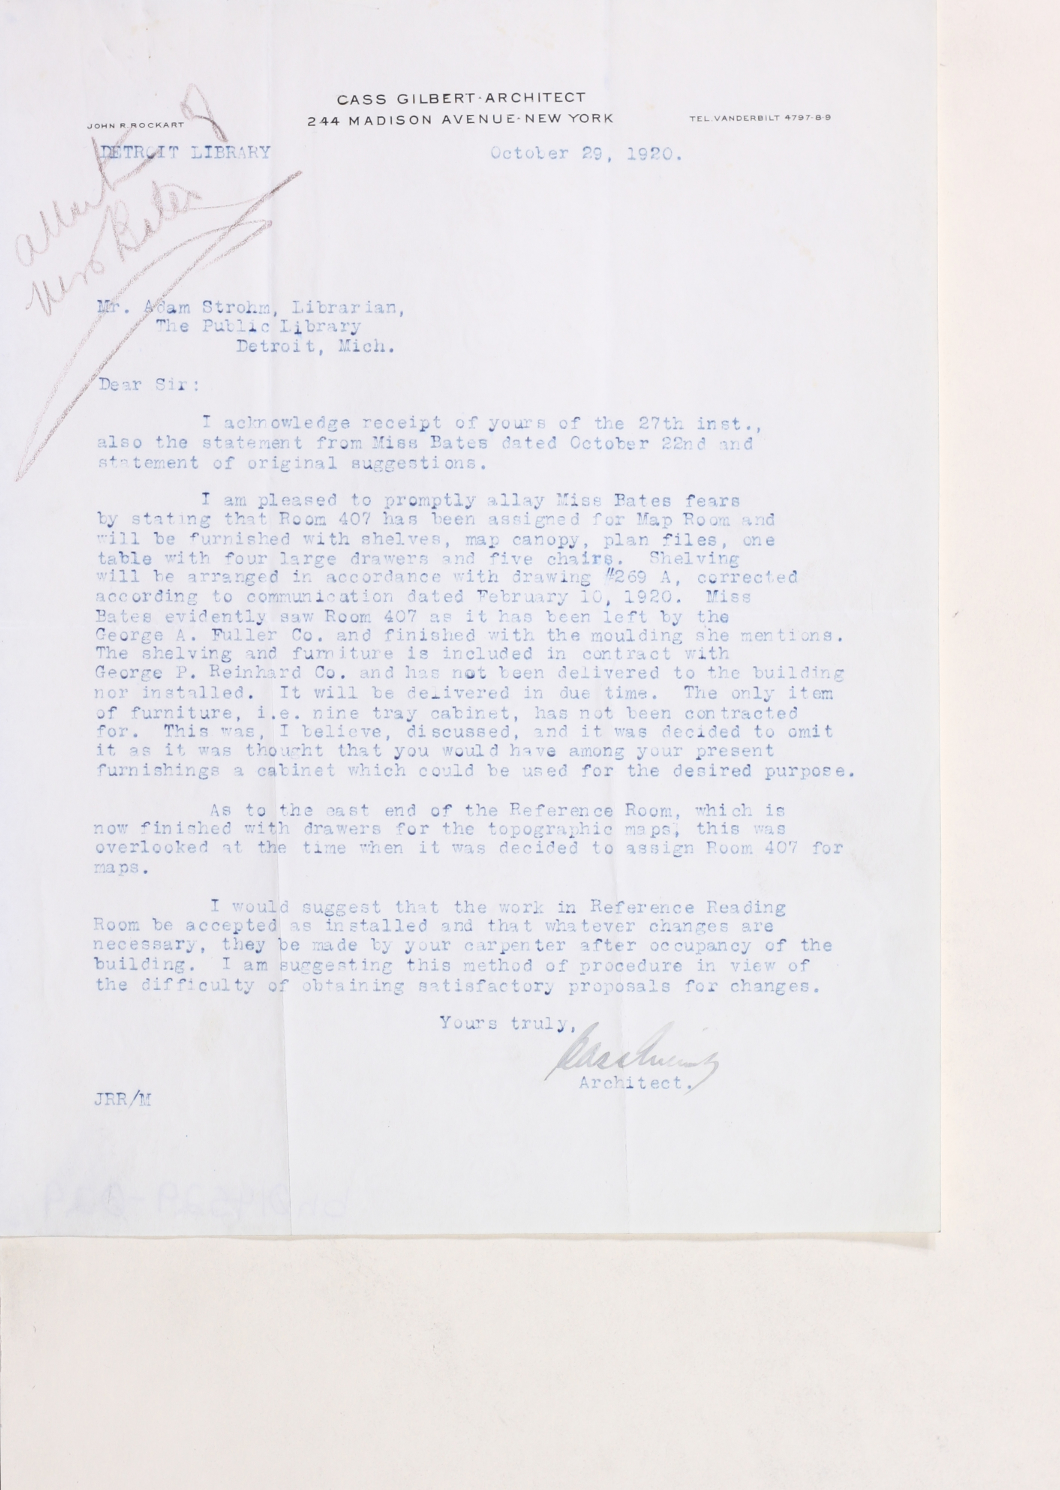 CASS GILBERT·ARCHITECT
244 MADISON AVENUE·NEW YORK
JOHN R. ROCKART
TEL. VANDERBILT 4797-8-9
DETROIT LIBRARY
October 29, 1920.
Miss Bates
Mr. Adam Strohm, Librarian,
The Public Library
Detroit, Mich.
Dear Sir:
I acknowledge receipt of yours of the 27th inst.,
also the statement from Miss Bates dated October 22nd and
statement of original suggestions.
I am pleased to promptly allay Miss Bates fears
by stating that Room 407 has been assigned for Map Room and
will be furnished with shelves, map canopy, plan files, one
table with four large drawers and five chairs. Shelving
will be arranged in accordance with drawing #269 A, corrected
according to communication dated February 10, 1920. Miss
Bates evidently saw Room 407 as it has been left by the
George A. Fuller Co. and finished with the moulding she mentions.
The shelving and furniture is included in contract with
George P. Reinhard Co. and has not been delivered to the building
nor installed. It will be delivered in due time. The only item
of furniture, i.e. nine tray cabinet, has not been contracted
for. This was, I believe, discussed, and it was decided to omit
it as it was thought that you would have among your present
furnishings a cabinet which could be used for the desired purpose.
As to the east end of the Reference Room, which is
now finished with drawers for the topographic maps, this was
overlooked at the time when it was decided to assign Room 407 for
maps.
I would suggest that the work in Reference Reading
Room be accepted as installed and that whatever changes are
necessary, they be made by your carpenter after occupancy of the
building. I am suggesting this method of procedure in view of
the difficulty of obtaining satisfactory proposals for changes.
Yours truly,
Cass Gilbert
Architect.
JRR/M